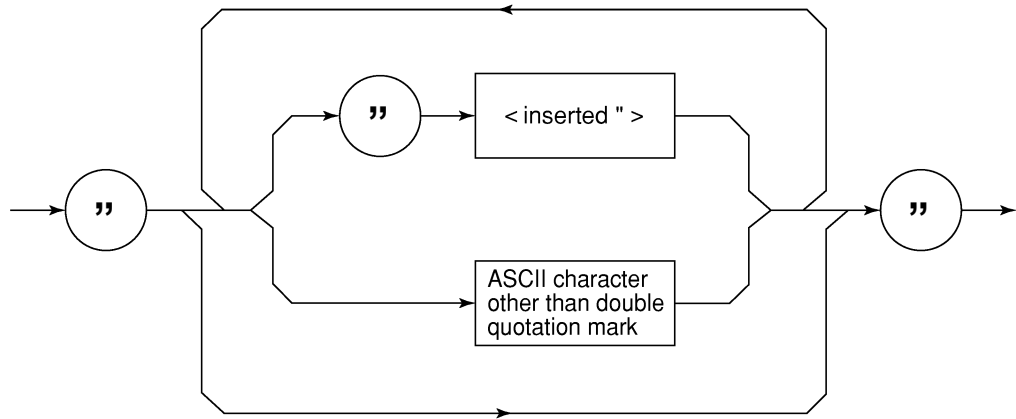 ”
< inserted " >
”
”
ASCII character
other than double
quotation mark